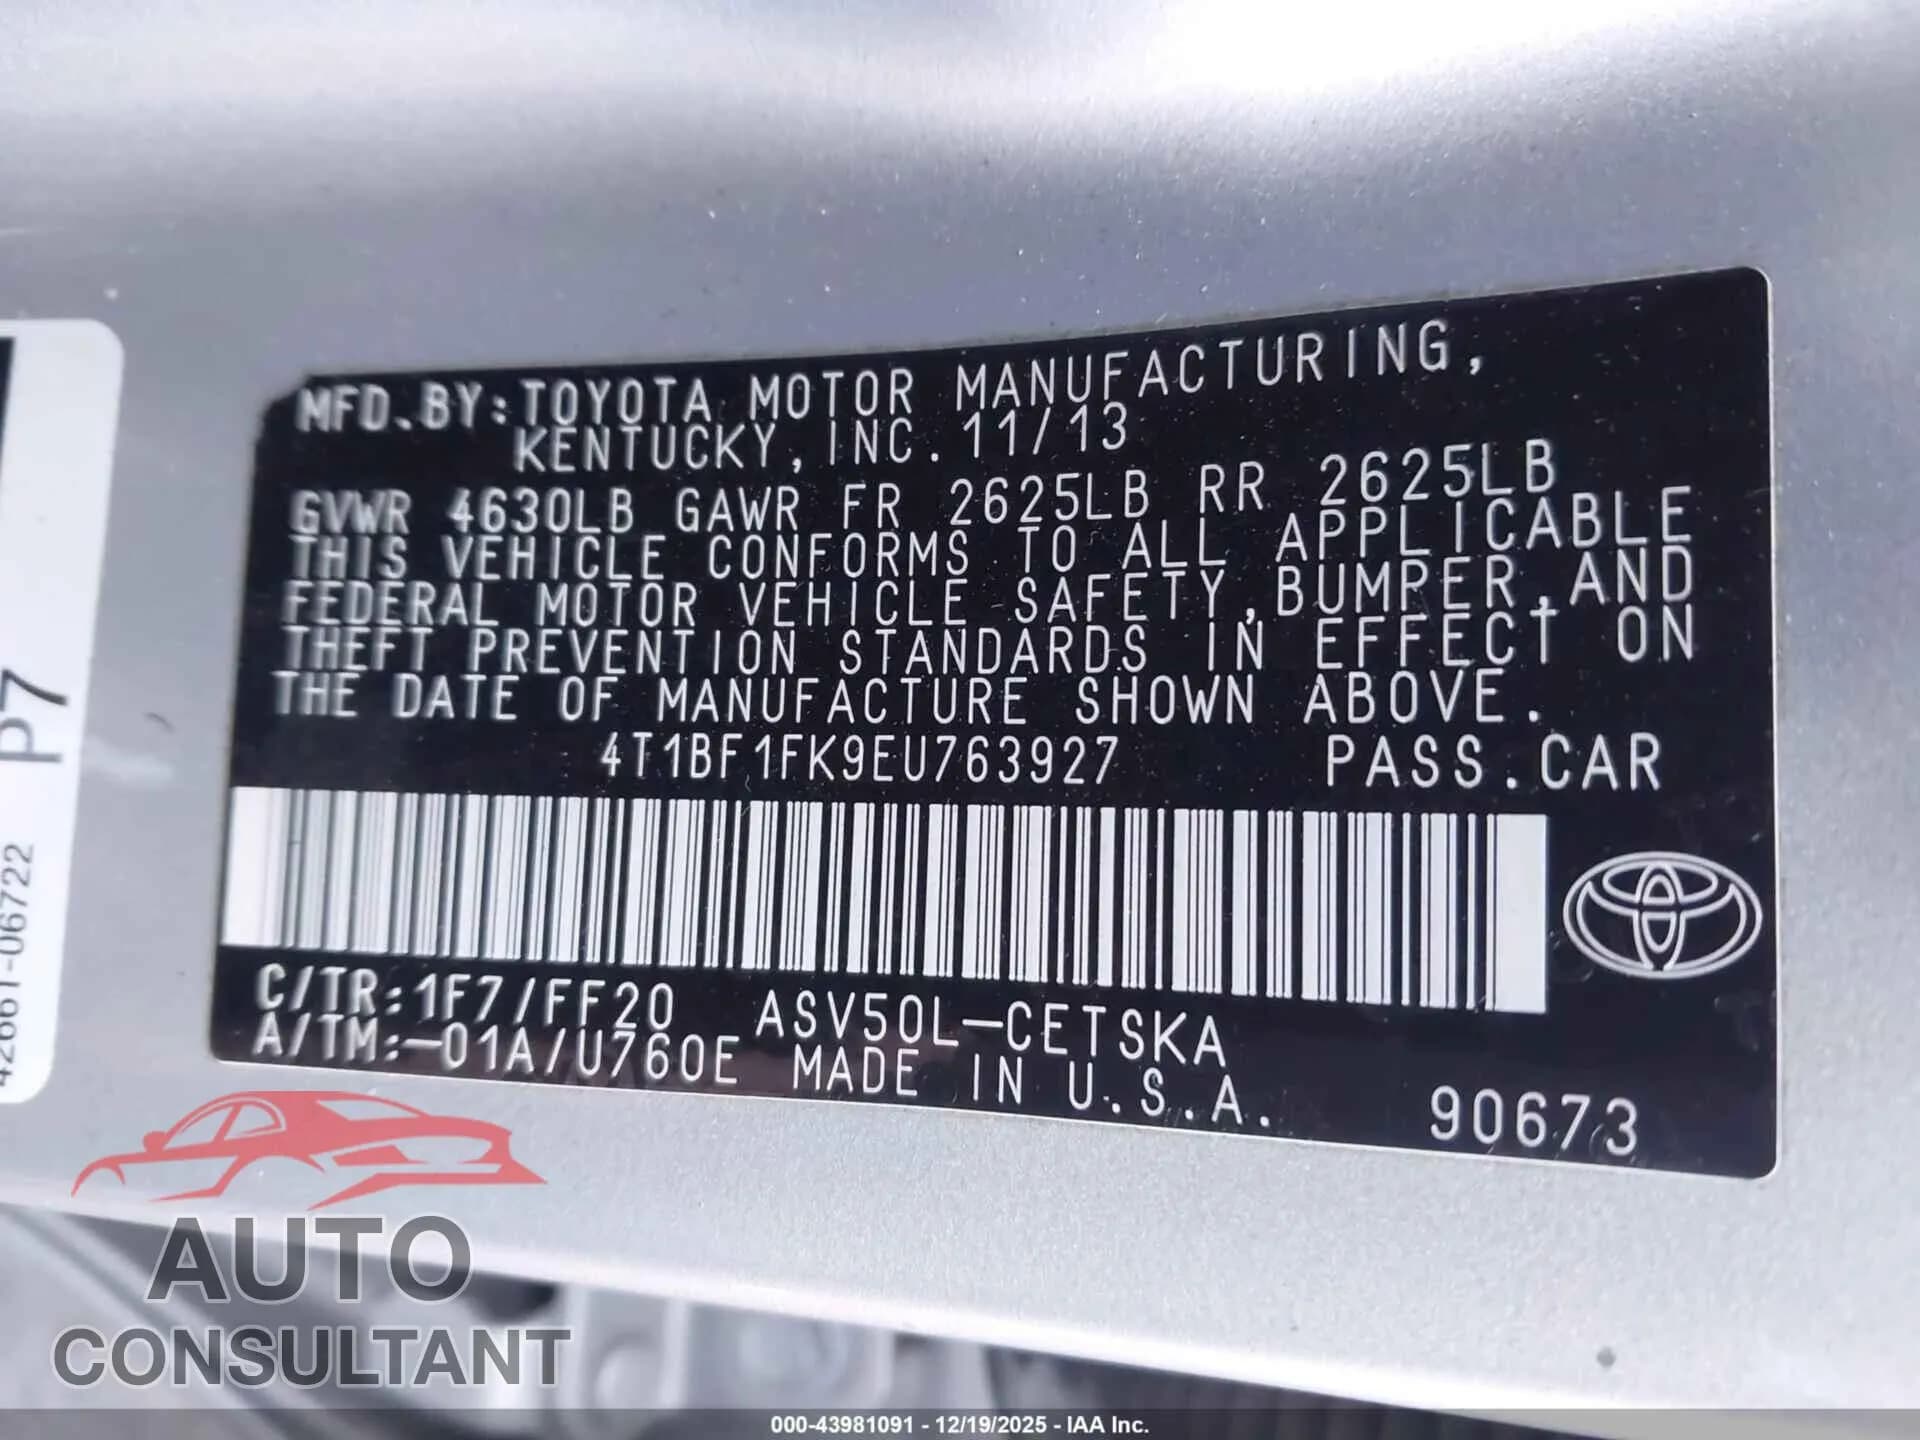 MFD.BY:TOYOTA MOTOR MANUFACTURING,
KENTUCKY, INC. 11/13
GVWR 4630LB GAWR FR 2625LB RR 2625LB
THIS VEHICLE CONFORMS TO ALL APPLICABLE
FEDERAL MOTOR VEHICLE SAFETY, BUMPER, AND
THEFT PREVENTION STANDARDS IN EFFECT ON
THE DATE OF MANUFACTURE SHOWN ABOVE.
4T1BF1FK9EU763927 PASS.CAR
C/TR:1F7/FF20 ASV50L-CETSKA
A/TM:-01A/U760E MADE IN U.S.A.
90673
P7
42661-06722
AUTO
CONSULTANT
000-43981091 - 12/19/2025 - IAA Inc.